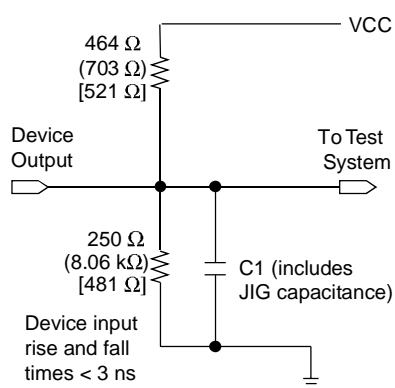 VCC
464 Ω
(703 Ω)
[521 Ω]
Device
Output
To Test
System
250 Ω
(8.06 kΩ)
[481 Ω]
C1 (includes
JIG capacitance)
Device input
rise and fall
times < 3 ns